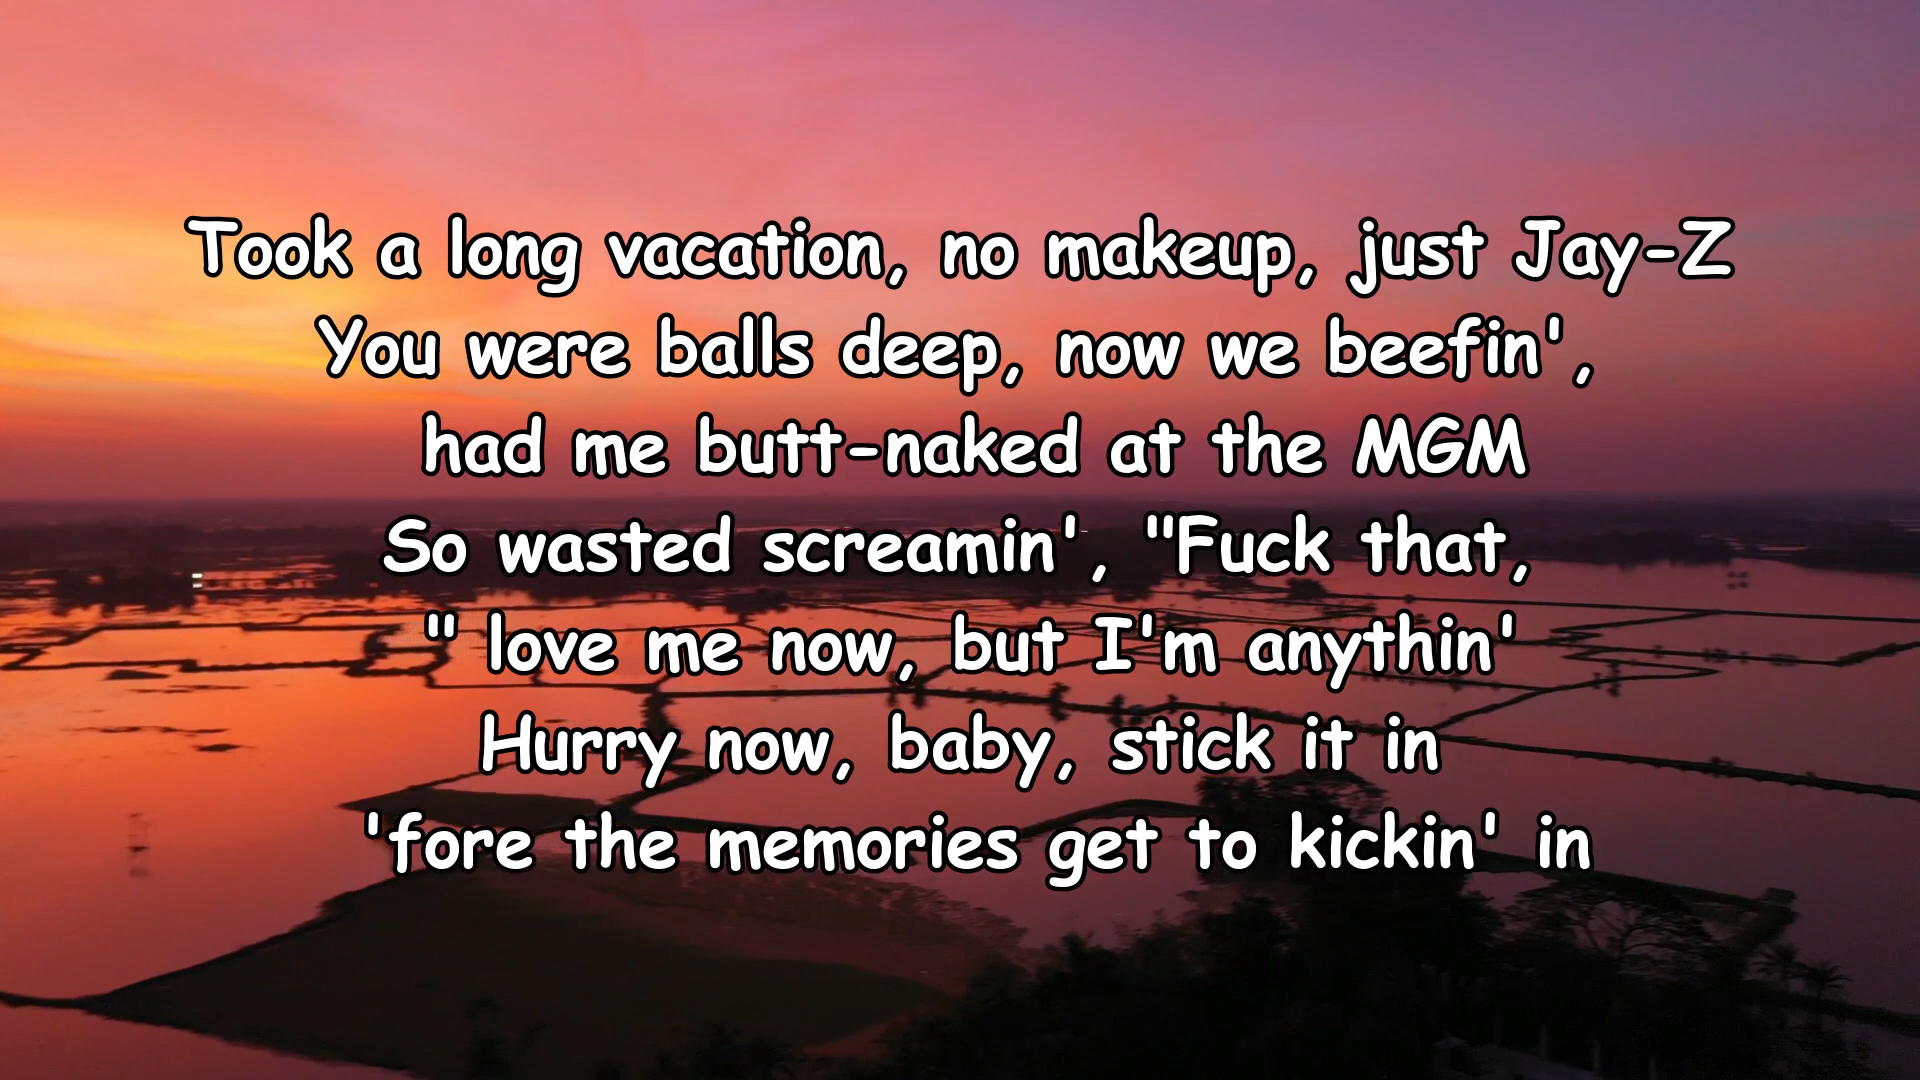 Took a long vacation, no makeup, just Jay-Z
You were balls deep, now we beefin',
had me butt-naked at the MGM
So wasted screamin', "Fuck that,
" love me now, but I'm anythin'
Hurry now, baby, stick it in
'fore the memories get to kickin' in